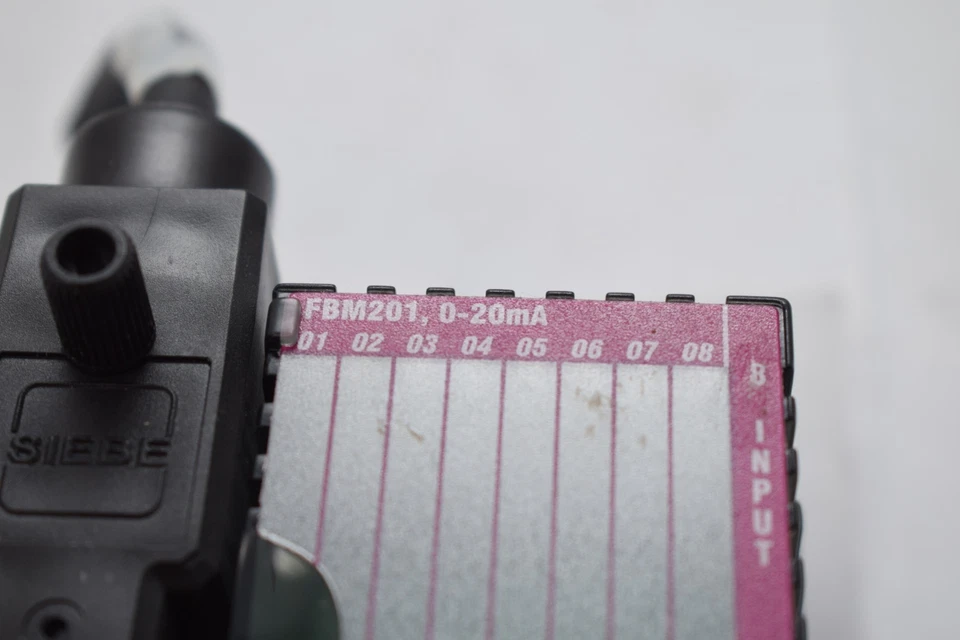 FBM201, 0-20mA
01 02 03 04 05 06 07 08
8 INPUT
SIEBE